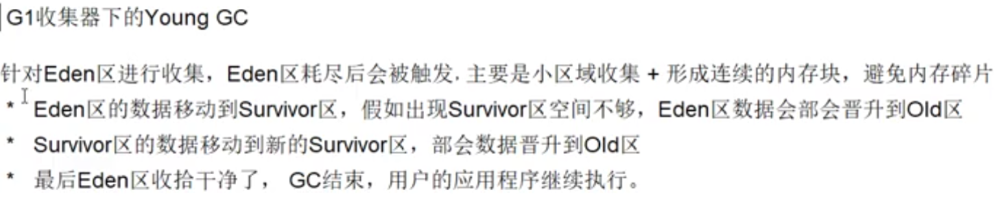 G1收集器下的Young GC
针对Eden区进行收集，Eden区耗尽后会被触发. 主要是小区域收集 + 形成连续的内存块，避免内存碎片
* Eden区的数据移动到Survivor区，假如出现Survivor区空间不够，Eden区数据会部会晋升到Old区
* Survivor区的数据移动到新的Survivor区，部会数据晋升到Old区
* 最后Eden区收拾干净了， GC结束，用户的应用程序继续执行。